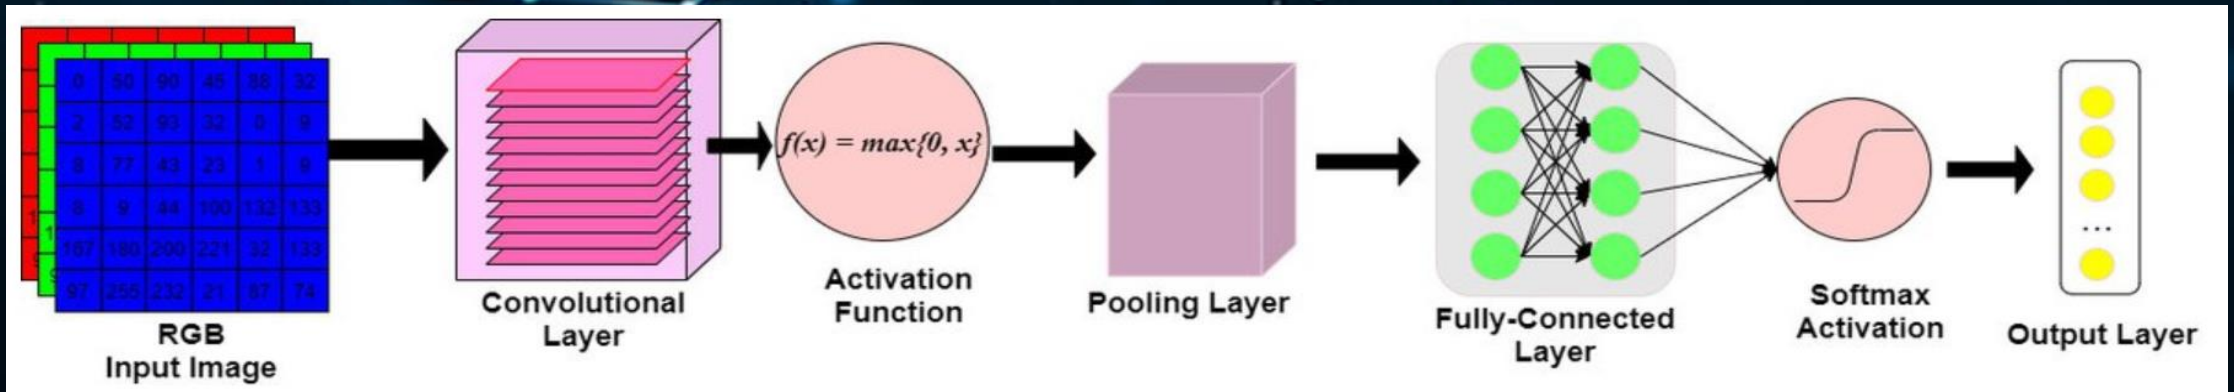 0 50 90 45 88 32
2 52 93 32 0 9
8 77 43 23 1 9
8 9 44 100 132 133
167 180 200 221 32 133
97 255 232 21 87 74
RGB
Input Image
Convolutional
Layer
f(x) = max{0, x}
Activation
Function
Pooling Layer
Fully-Connected
Layer
Softmax
Activation
...
Output Layer